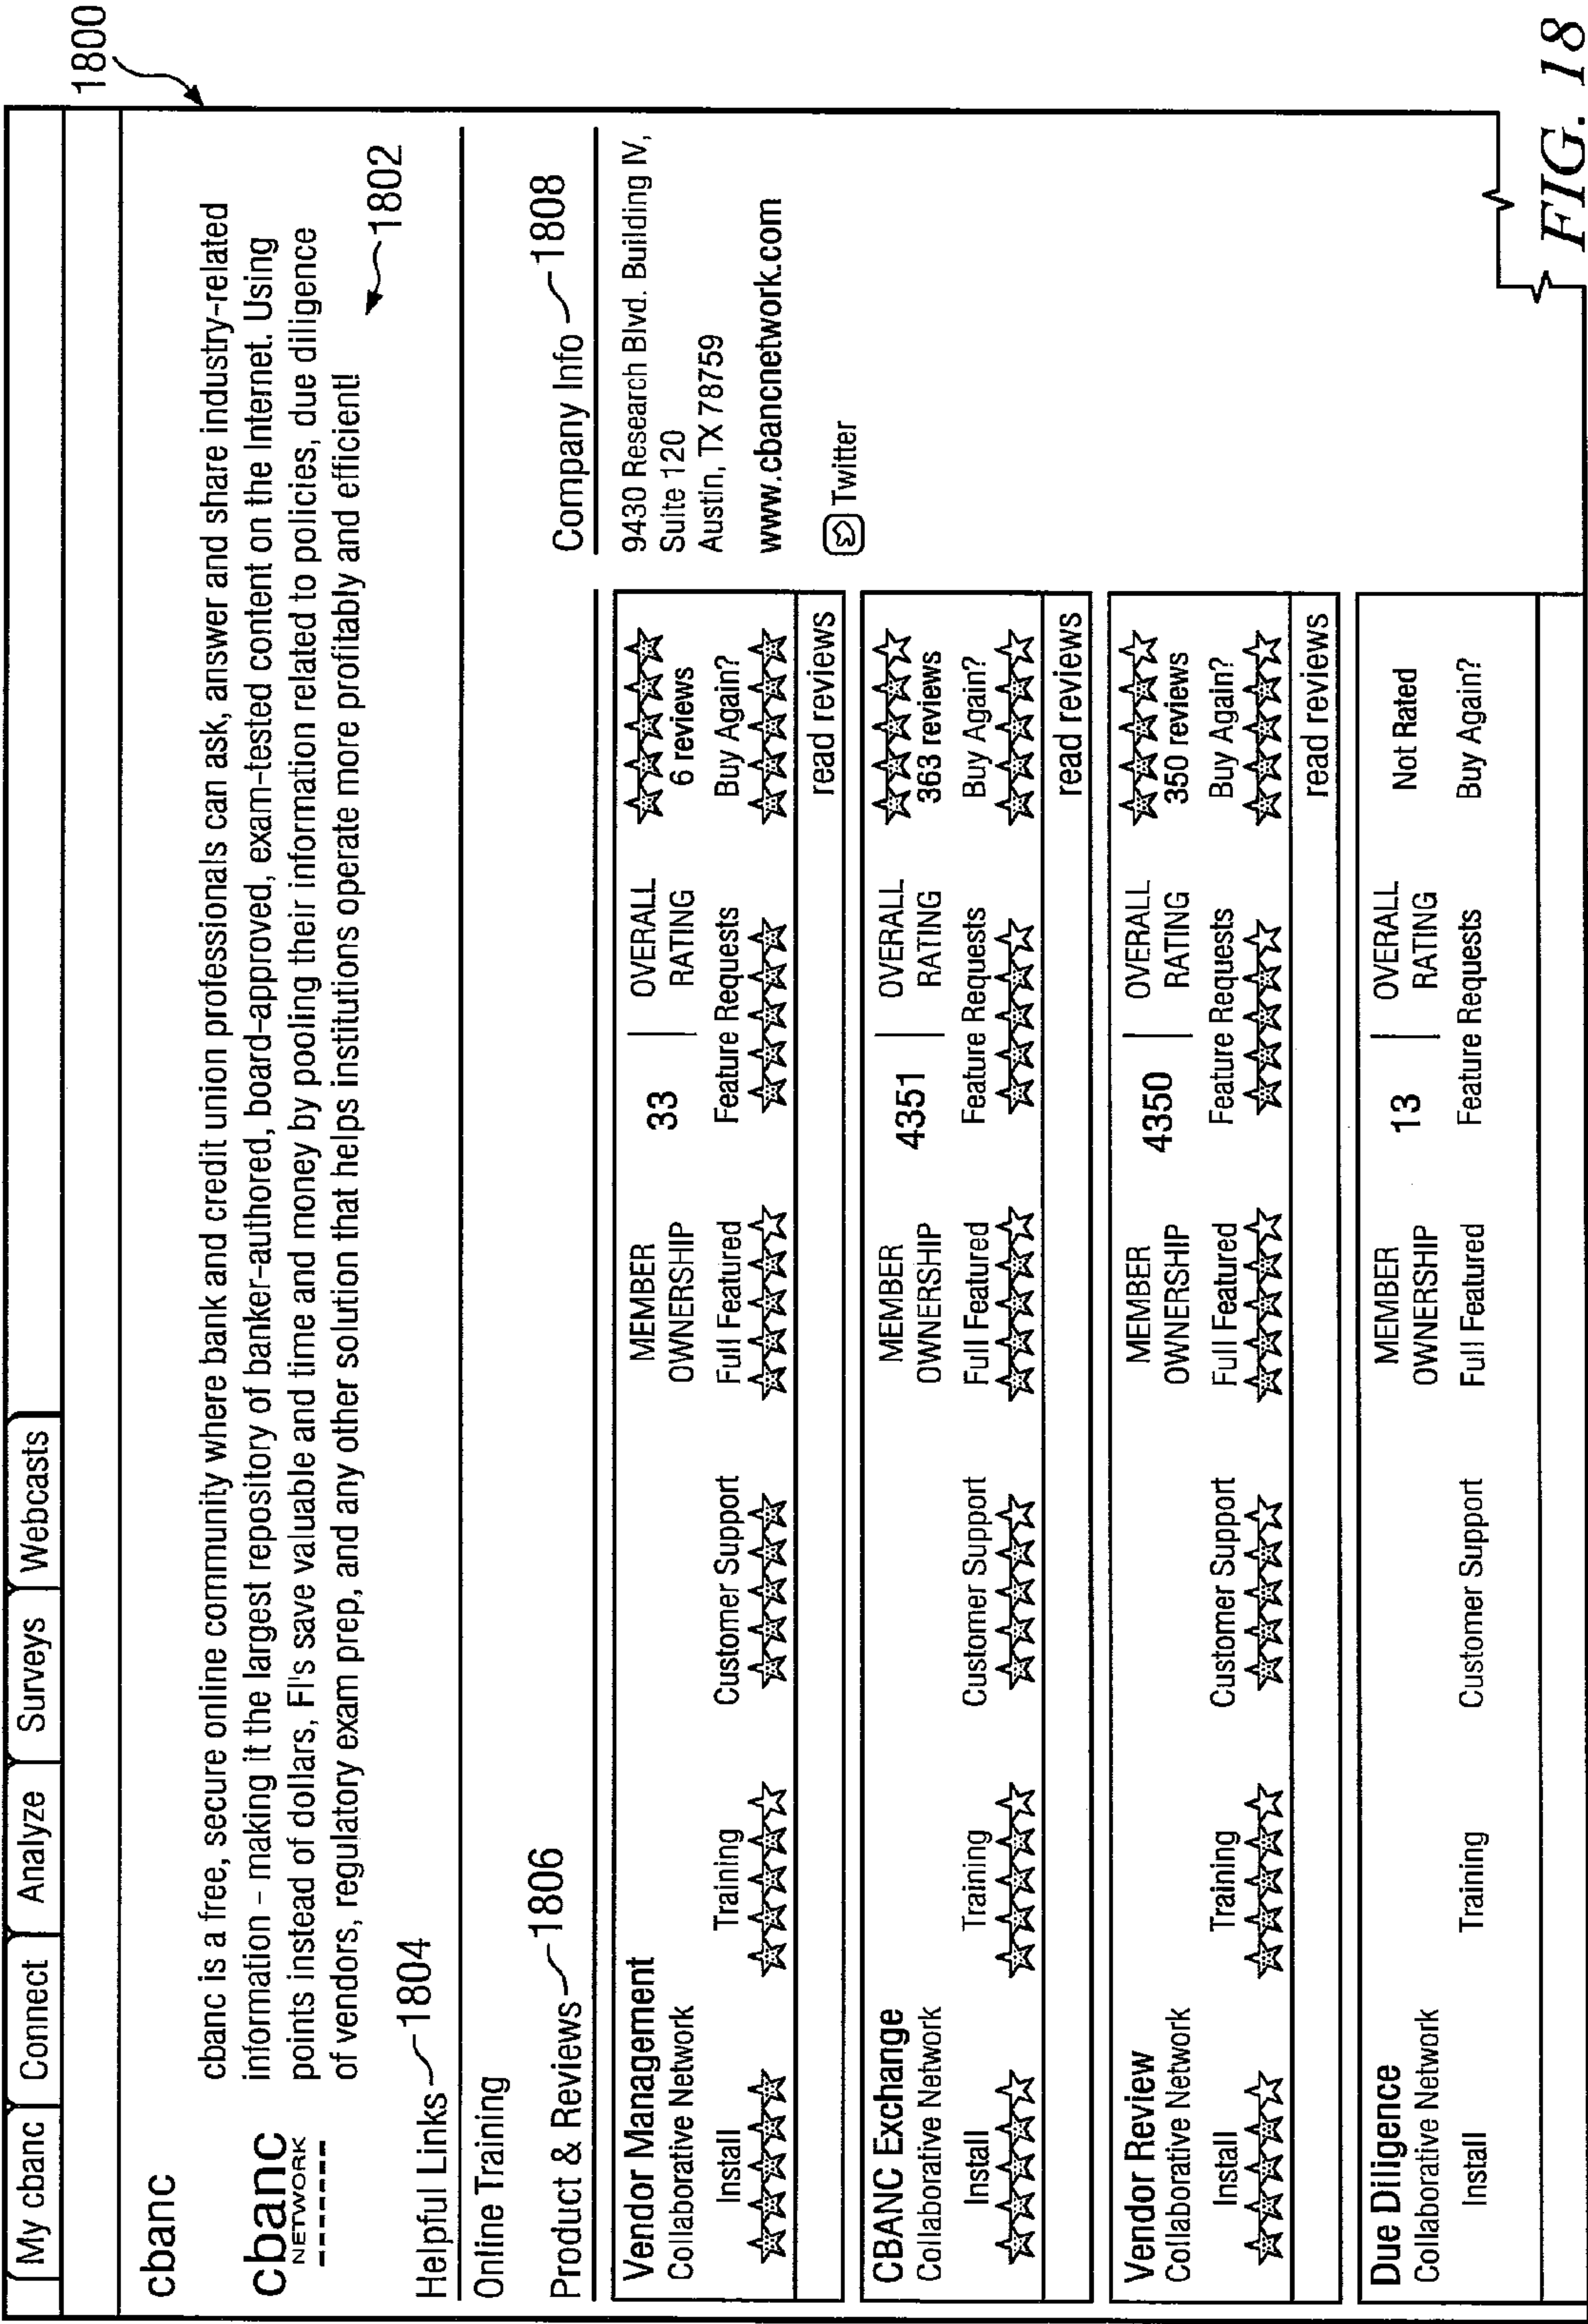 1800
My cbanc
Connect
Analyze
Surveys
Webcasts
cbanc
cbanc
NETWORK
cbanc is a free, secure online community where bank and credit union professionals can ask, answer and share industry-related
information - making it the largest repository of banker-authored, board-approved, exam-tested content on the Internet. Using
points instead of dollars, FI's save valuable and time and money by pooling their information related to policies, due diligence
of vendors, regulatory exam prep, and any other solution that helps institutions operate more profitably and efficient!
1802
Helpful Links 1804
Online Training
Product & Reviews 1806
Company Info 1808
9430 Research Blvd. Building IV,
Suite 120
Austin, TX 78759
www.cbancnetwork.com
Twitter
Vendor Management
Collaborative Network
MEMBER
OWNERSHIP
33
OVERALL
RATING
6 reviews
Install
Training
Customer Support
Full Featured
Feature Requests
Buy Again?
read reviews
CBANC Exchange
Collaborative Network
MEMBER
OWNERSHIP
4351
OVERALL
RATING
363 reviews
Install
Training
Customer Support
Full Featured
Feature Requests
Buy Again?
read reviews
Vendor Review
Collaborative Network
MEMBER
OWNERSHIP
4350
OVERALL
RATING
350 reviews
Install
Training
Customer Support
Full Featured
Feature Requests
Buy Again?
read reviews
Due Diligence
Collaborative Network
MEMBER
OWNERSHIP
13
OVERALL
RATING
Not Rated
Install
Training
Customer Support
Full Featured
Feature Requests
Buy Again?
FIG. 18